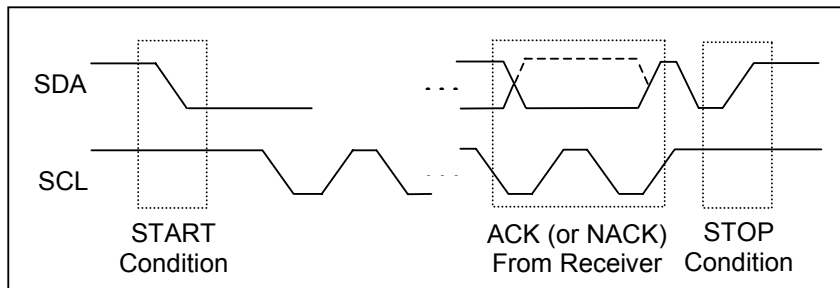 SDA
SCL
START
Condition
ACK (or NACK)
From Receiver
STOP
Condition